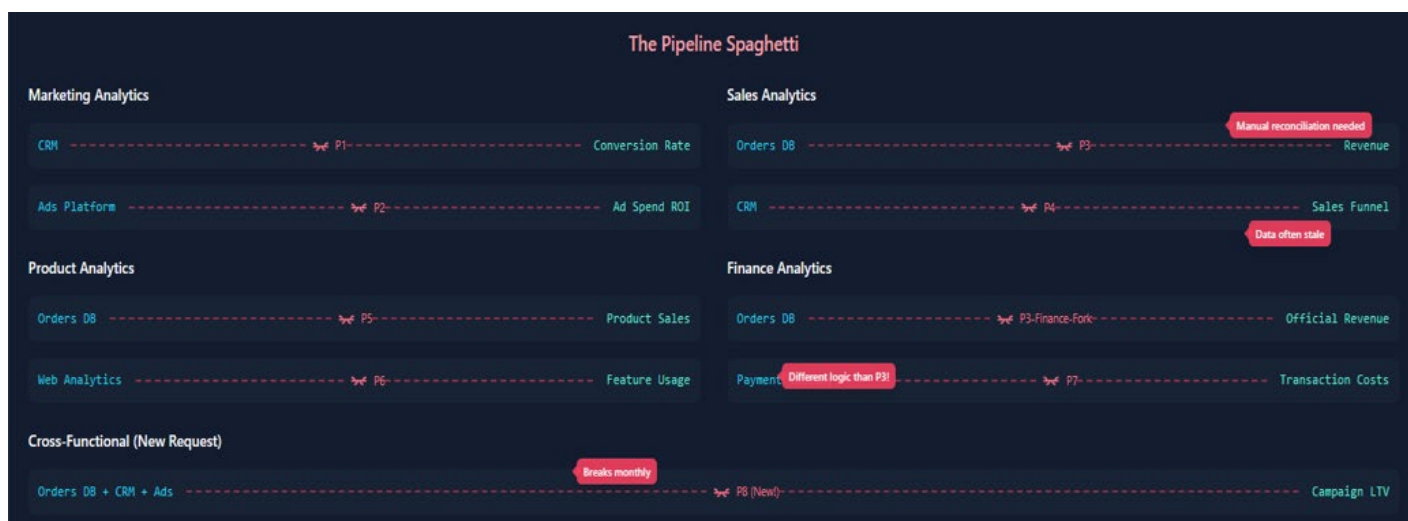 The Pipeline Spaghetti
Marketing Analytics
CRM P1 Conversion Rate
Ads Platform P2 Ad Spend ROI
Sales Analytics
Manual reconciliation needed
Orders DB P3 Revenue
CRM P4 Sales Funnel
Data often stale
Product Analytics
Orders DB P5 Product Sales
Web Analytics P6 Feature Usage
Finance Analytics
Orders DB P3-Finance-Fork Official Revenue
Payment Different logic than P3! P7 Transaction Costs
Cross-Functional (New Request)
Breaks monthly
Orders DB + CRM + Ads P8 (New!) Campaign LTV